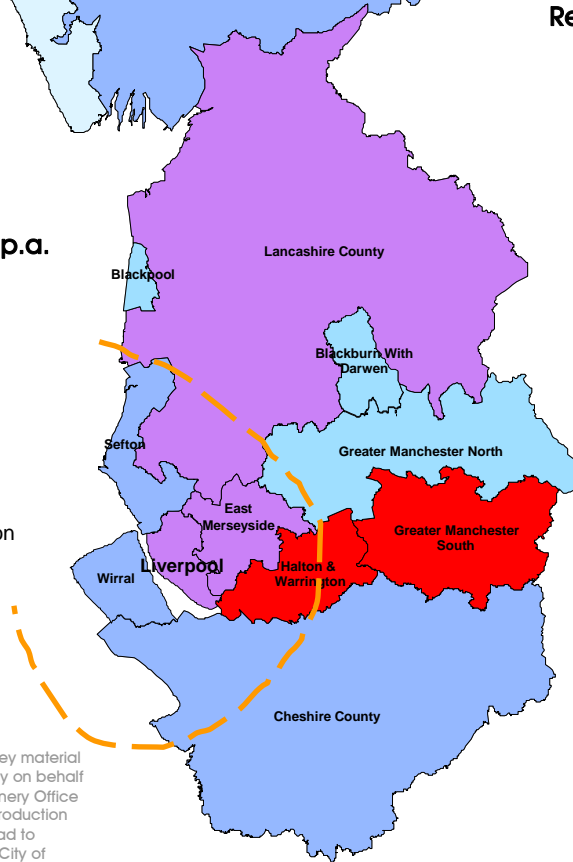 Re
p.a.
Lancashire County
Blackpool
Blackburn With
Darwen
Sefton
Greater Manchester North
East
Merseyside
Greater Manchester
South
on
Liverpool
Halton &
Warrington
Wirral
Cheshire County
ey material
y on behalf
nery Office
roduction
ad to
City of